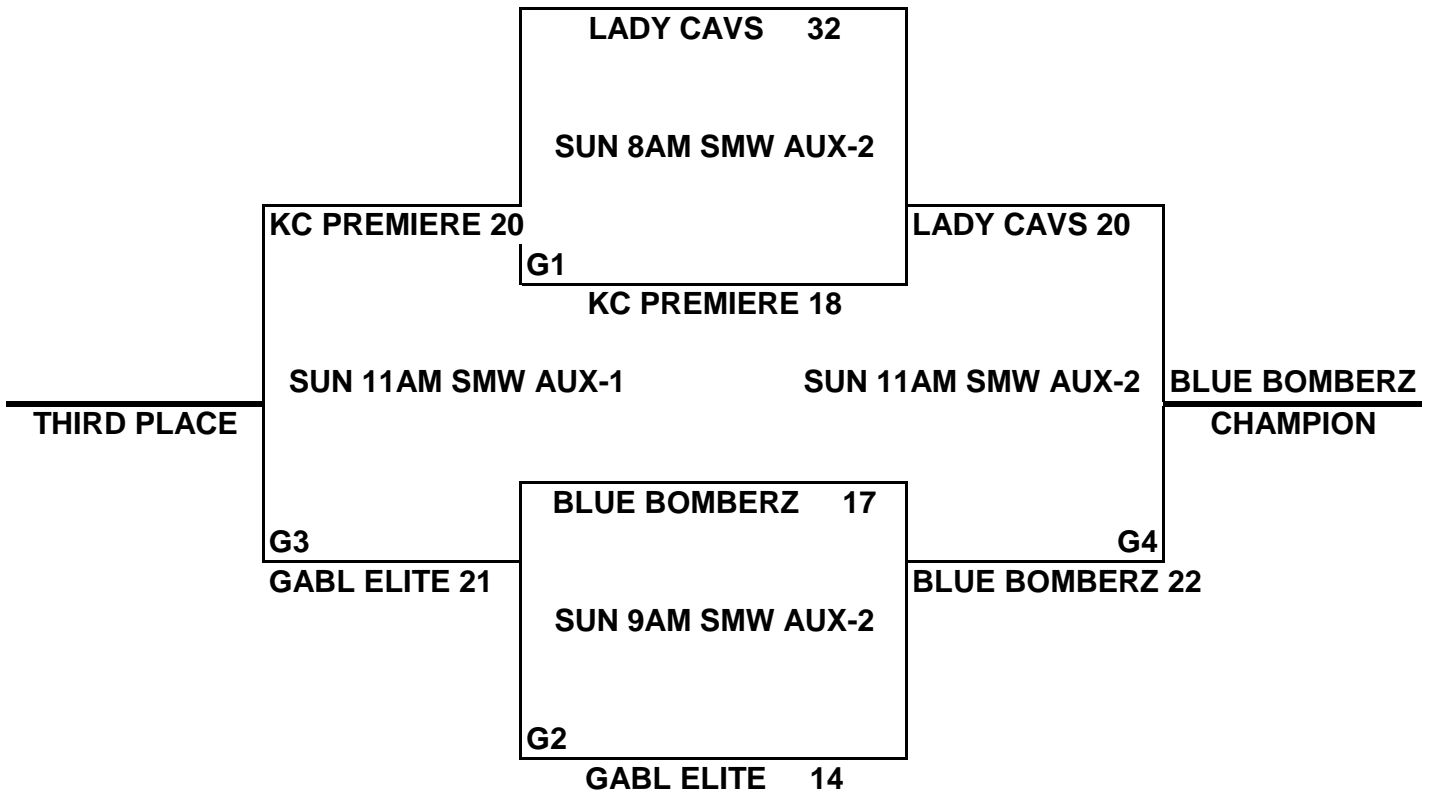 LADY CAVS 32
SUN 8AM SMW AUX-2
KC PREMIERE 20
LADY CAVS 20
G1
KC PREMIERE 18
SUN 11AM SMW AUX-1
SUN 11AM SMW AUX-2
BLUE BOMBERZ
THIRD PLACE
CHAMPION
BLUE BOMBERZ 17
G3
G4
GABL ELITE 21
BLUE BOMBERZ 22
SUN 9AM SMW AUX-2
G2
GABL ELITE 14